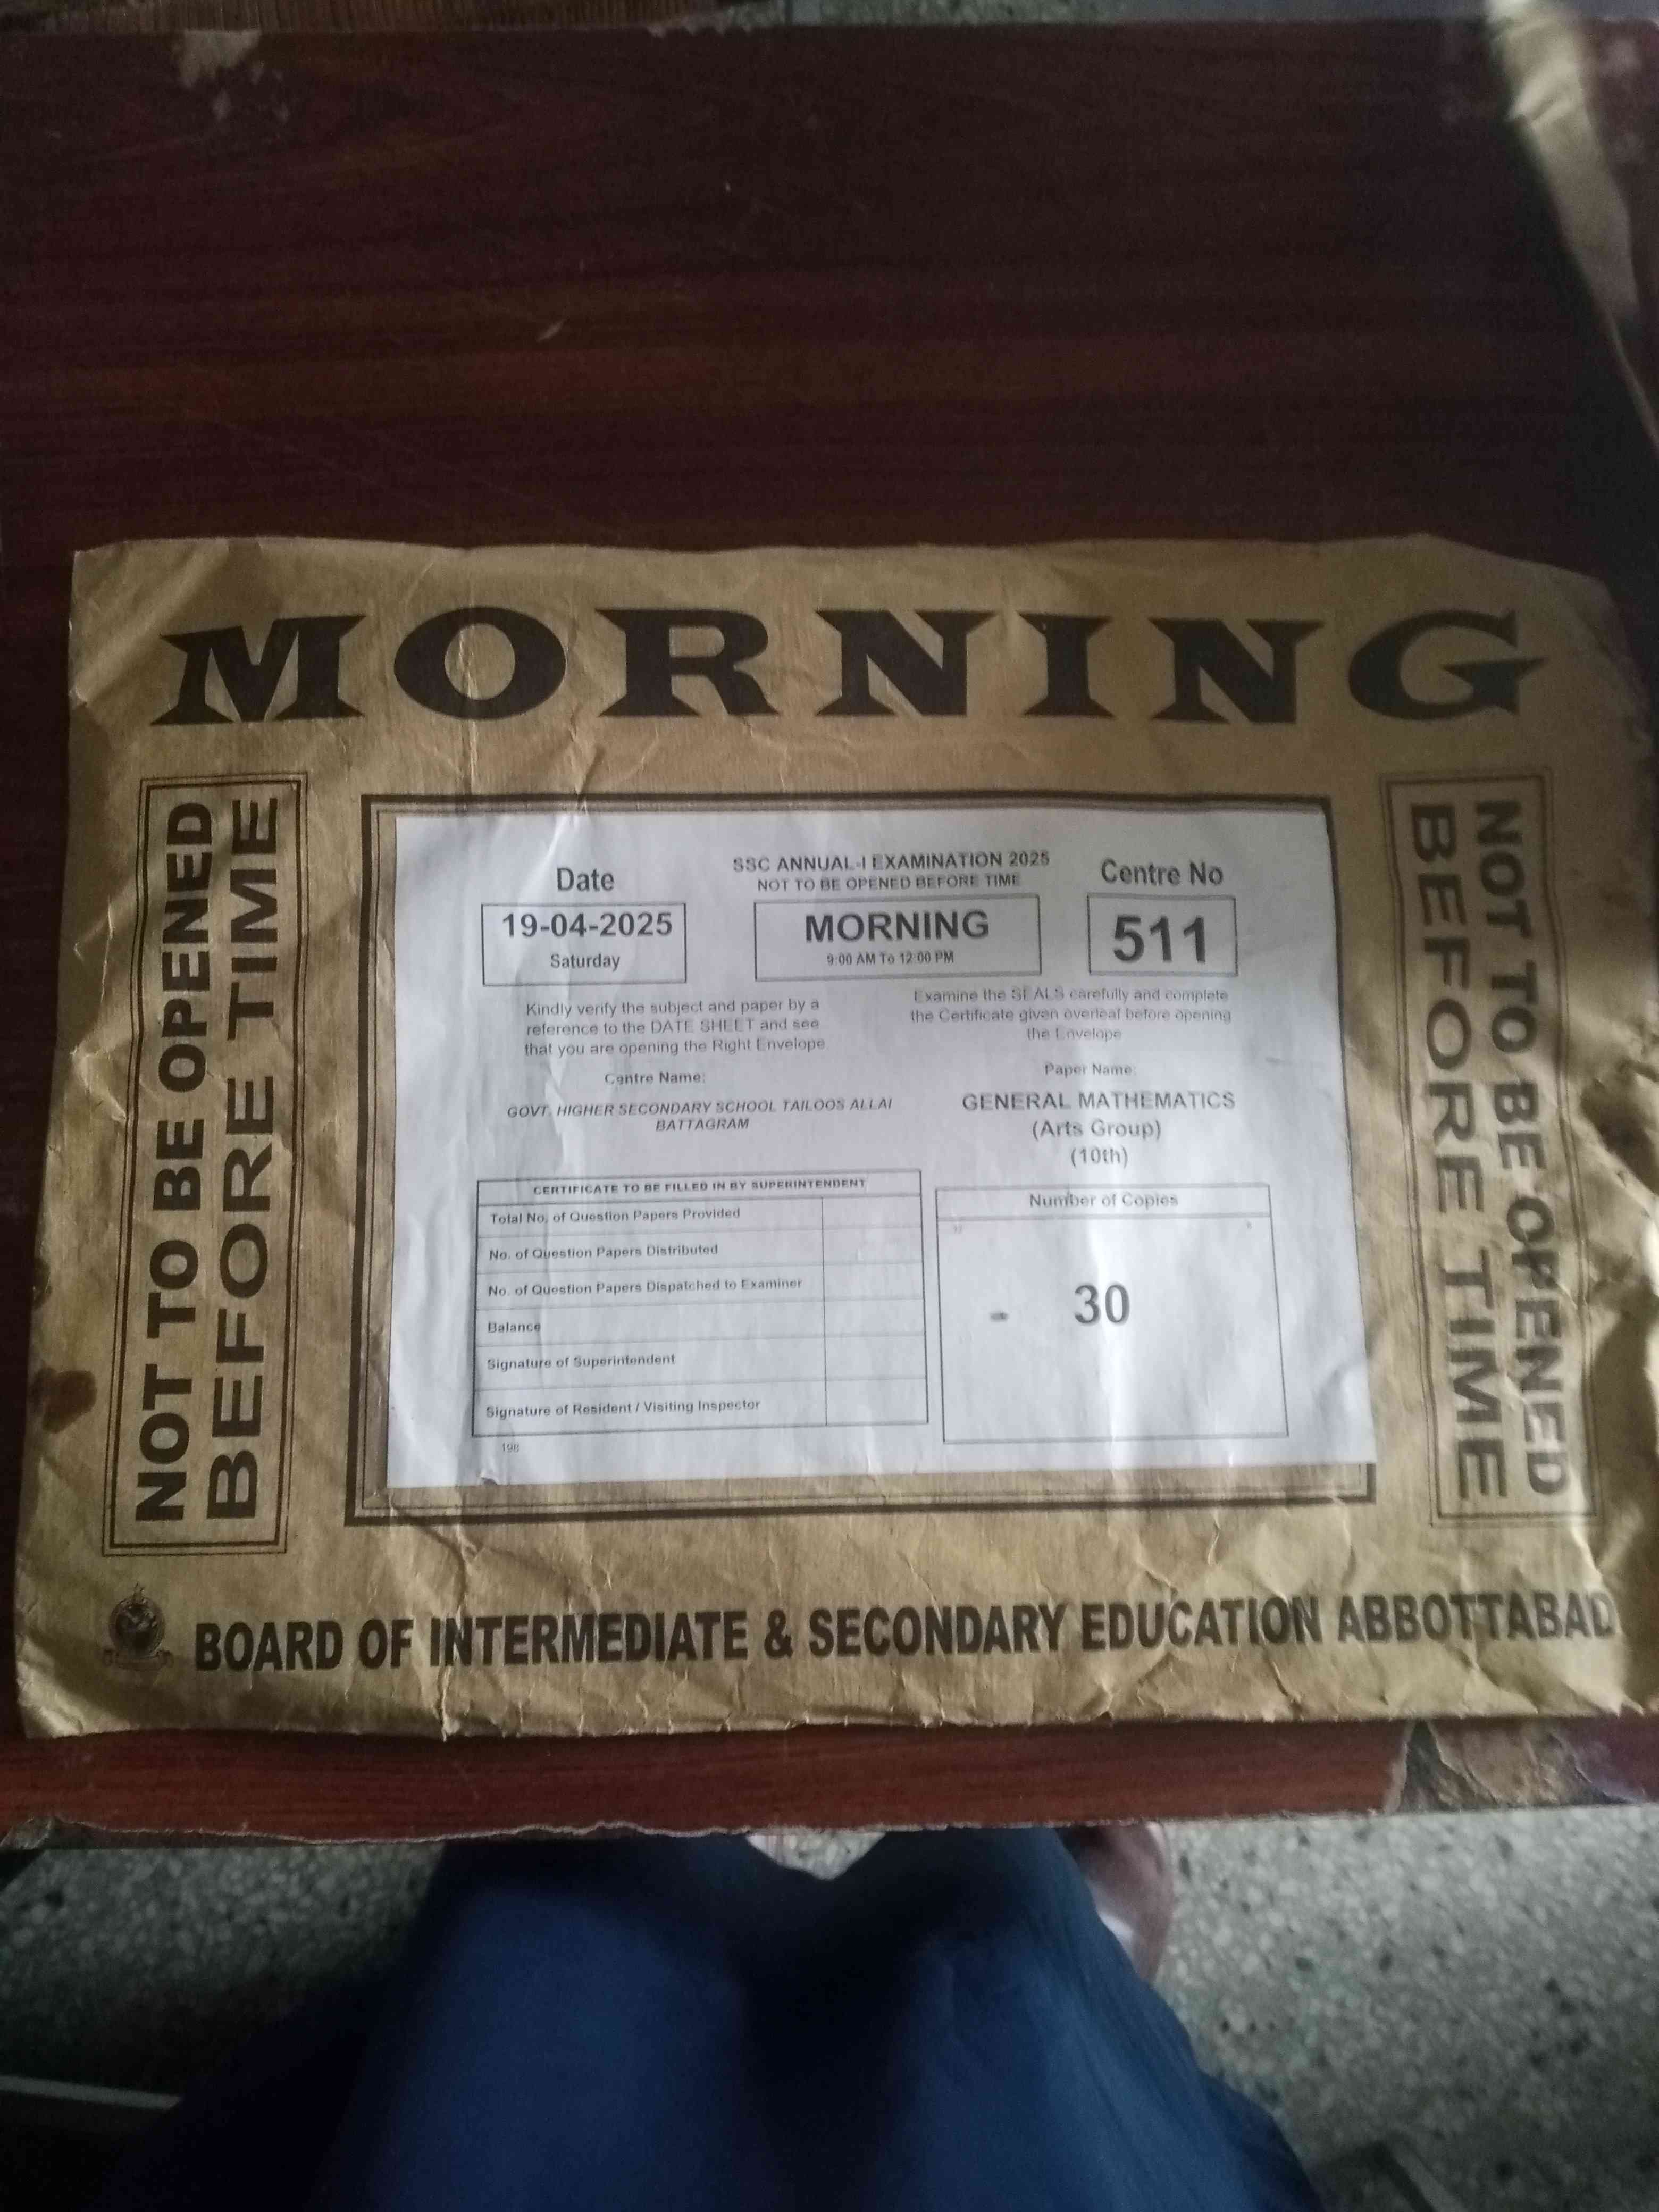 MORNING
NOT TO BE OPENED
BEFORE TIME
SSC ANNUAL-I EXAMINATION 2025
NOT TO BE OPENED BEFORE TIME
Date
19-04-2025
Saturday
MORNING
9:00 AM To 12:00 PM
Centre No
511
Kindly verify the subject and paper by a
reference to the DATE SHEET and see
that you are opening the Right Envelope
Examine the SEALS carefully and complete
the Certificate given overleaf before opening
the Envelope
Centre Name:
GOVT. HIGHER SECONDARY SCHOOL TAILOOS ALLAI
BATTAGRAM
Paper Name:
GENERAL MATHEMATICS
(Arts Group)
(10th)
CERTIFICATE TO BE FILLED IN BY SUPERINTENDENT
Total No. of Question Papers Provided
No. of Question Papers Distributed
No. of Question Papers Dispatched to Examiner
Balance
Signature of Superintendent
Signature of Resident / Visiting Inspector
Number of Copies
30
NOT TO BE OPENED
BEFORE TIME
BOARD OF INTERMEDIATE & SECONDARY EDUCATION ABBOTTABAD